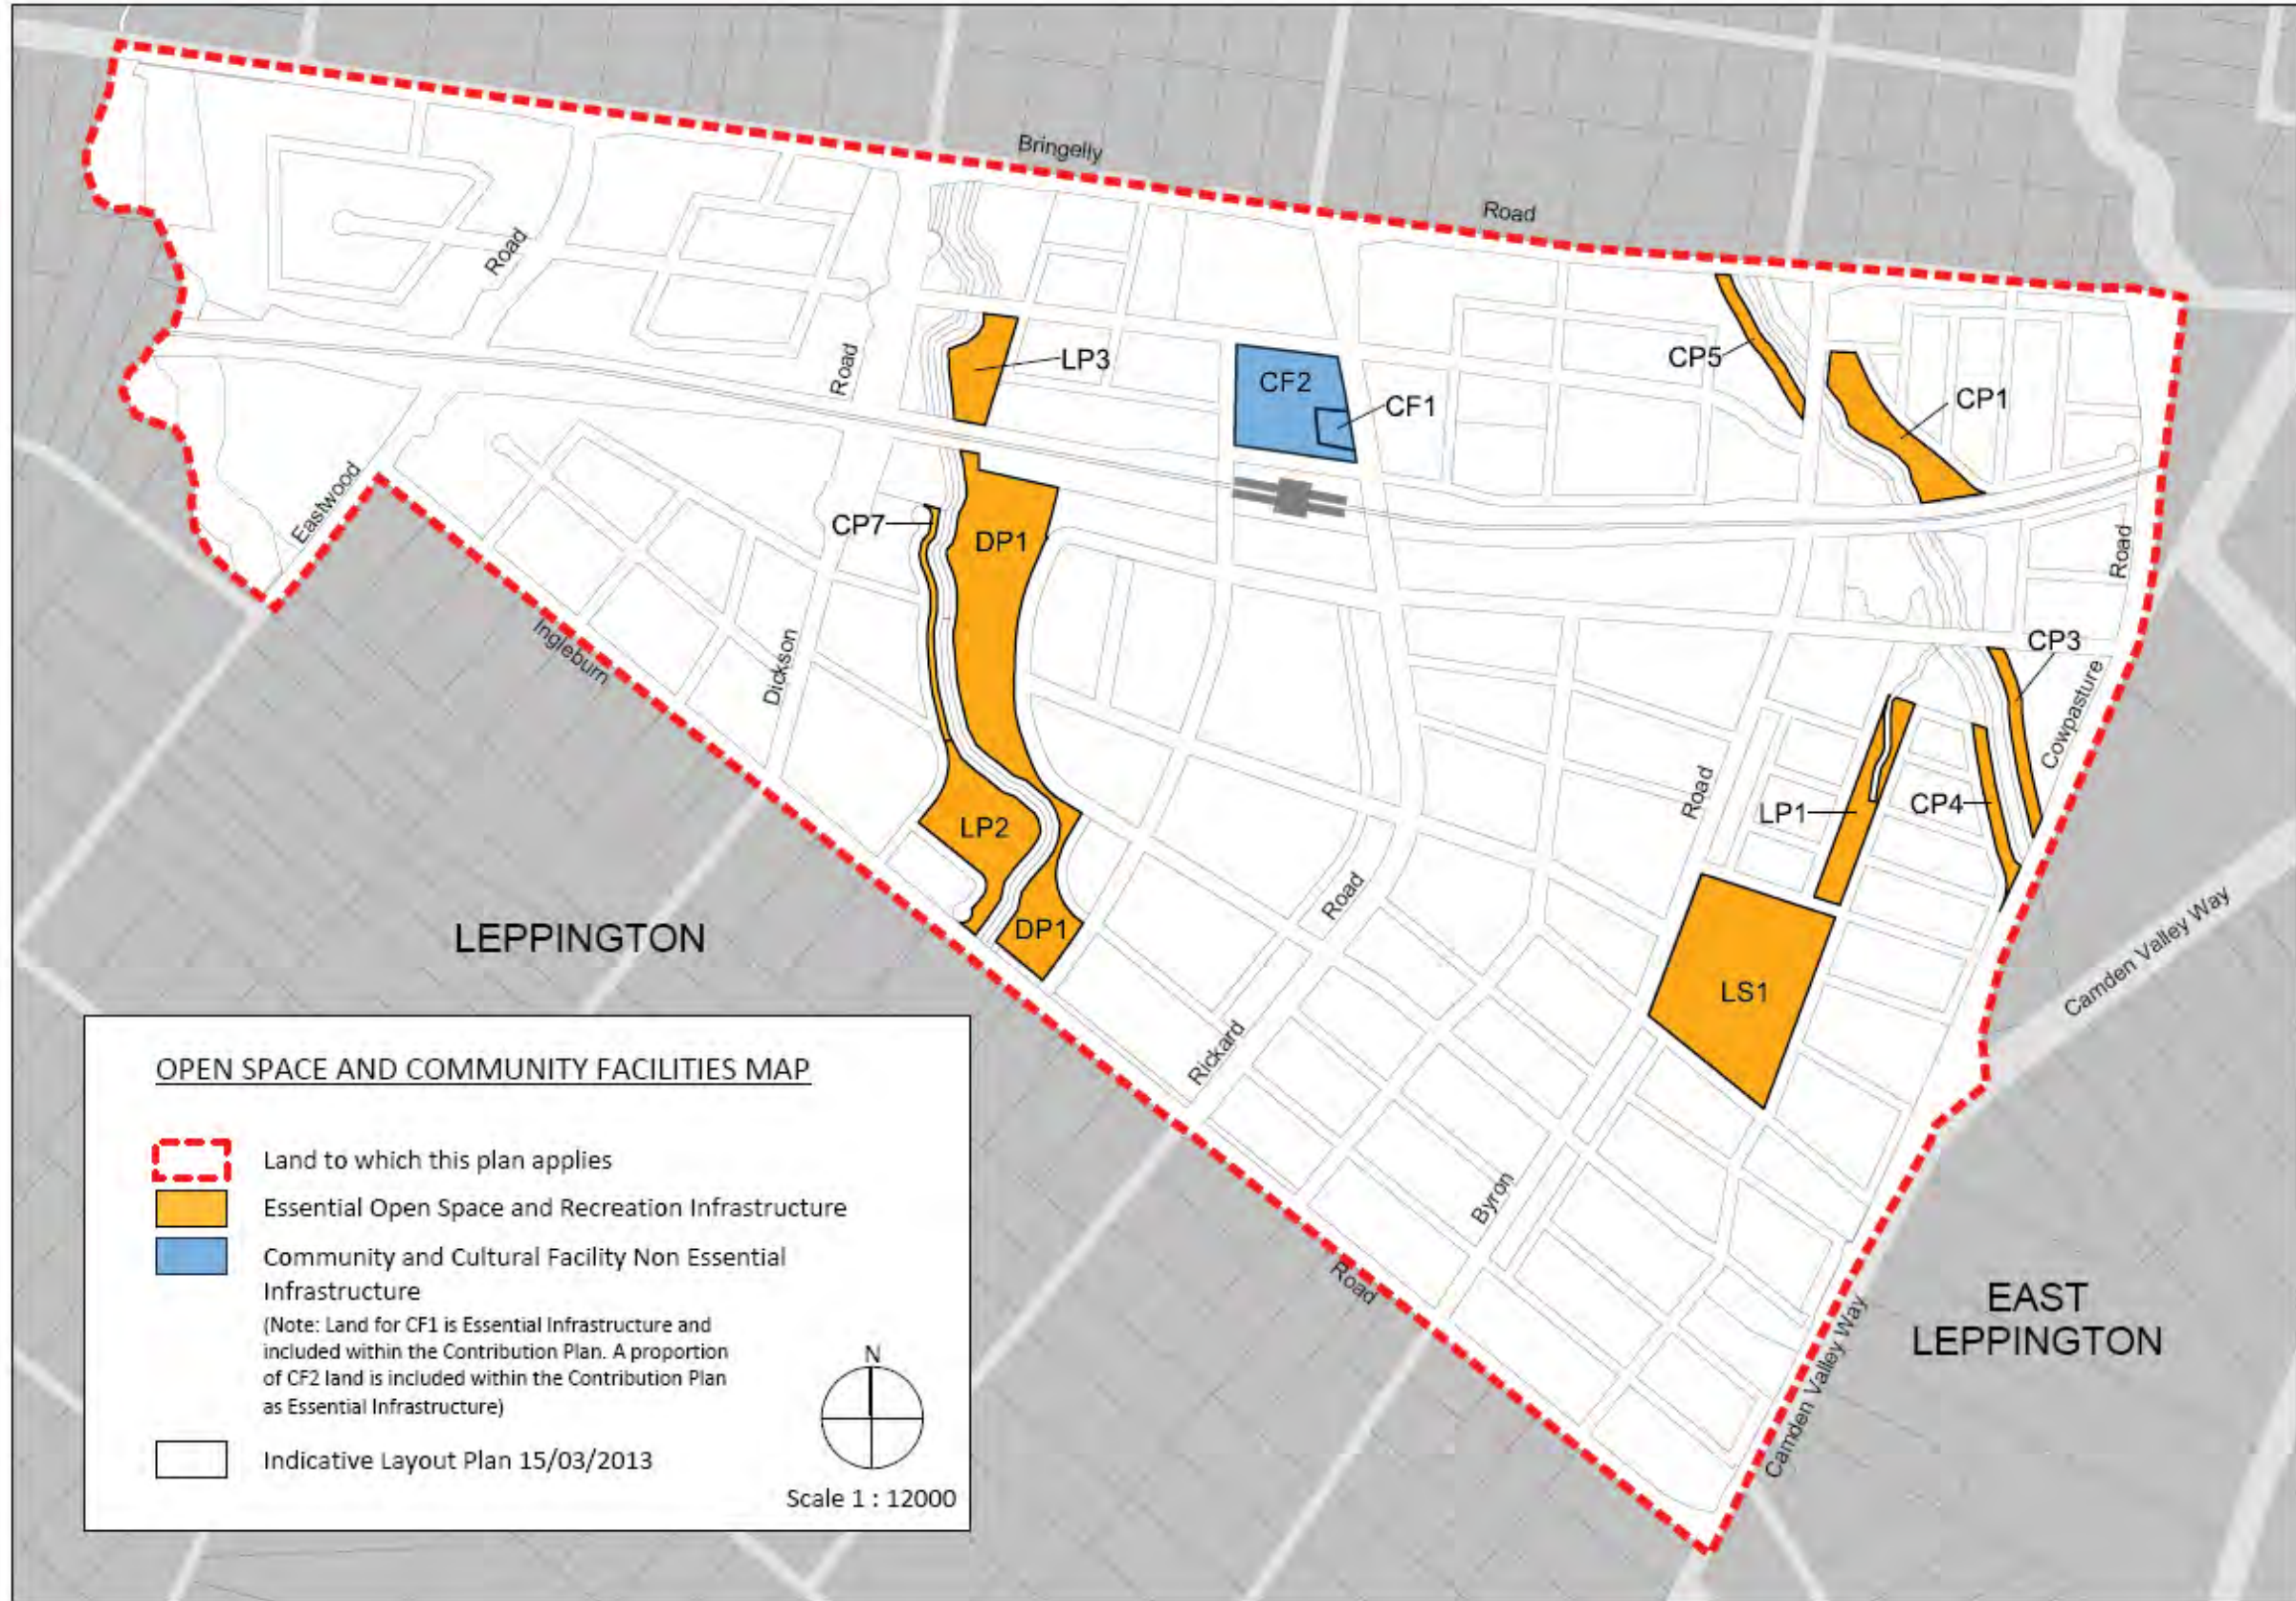 Bringelly
Road
Road
Road
LP3
CF2
CF1
CP5
CP1
Eastwood
CP7
DP1
Road
Ingleburn
Dickson
CP3
Cowpasture
Road
LP1
CP4
LP2
Road
DP1
LS1
Camden Valley Way
LEPPINGTON
Rickard
Byron
Road
Camden Valley Way
EAST
LEPPINGTON
OPEN SPACE AND COMMUNITY FACILITIES MAP
Land to which this plan applies
Essential Open Space and Recreation Infrastructure
Community and Cultural Facility Non Essential
Infrastructure
(Note: Land for CF1 is Essential Infrastructure and
included within the Contribution Plan. A proportion
of CF2 land is included within the Contribution Plan
as Essential Infrastructure)
Indicative Layout Plan 15/03/2013
N
Scale 1 : 12000